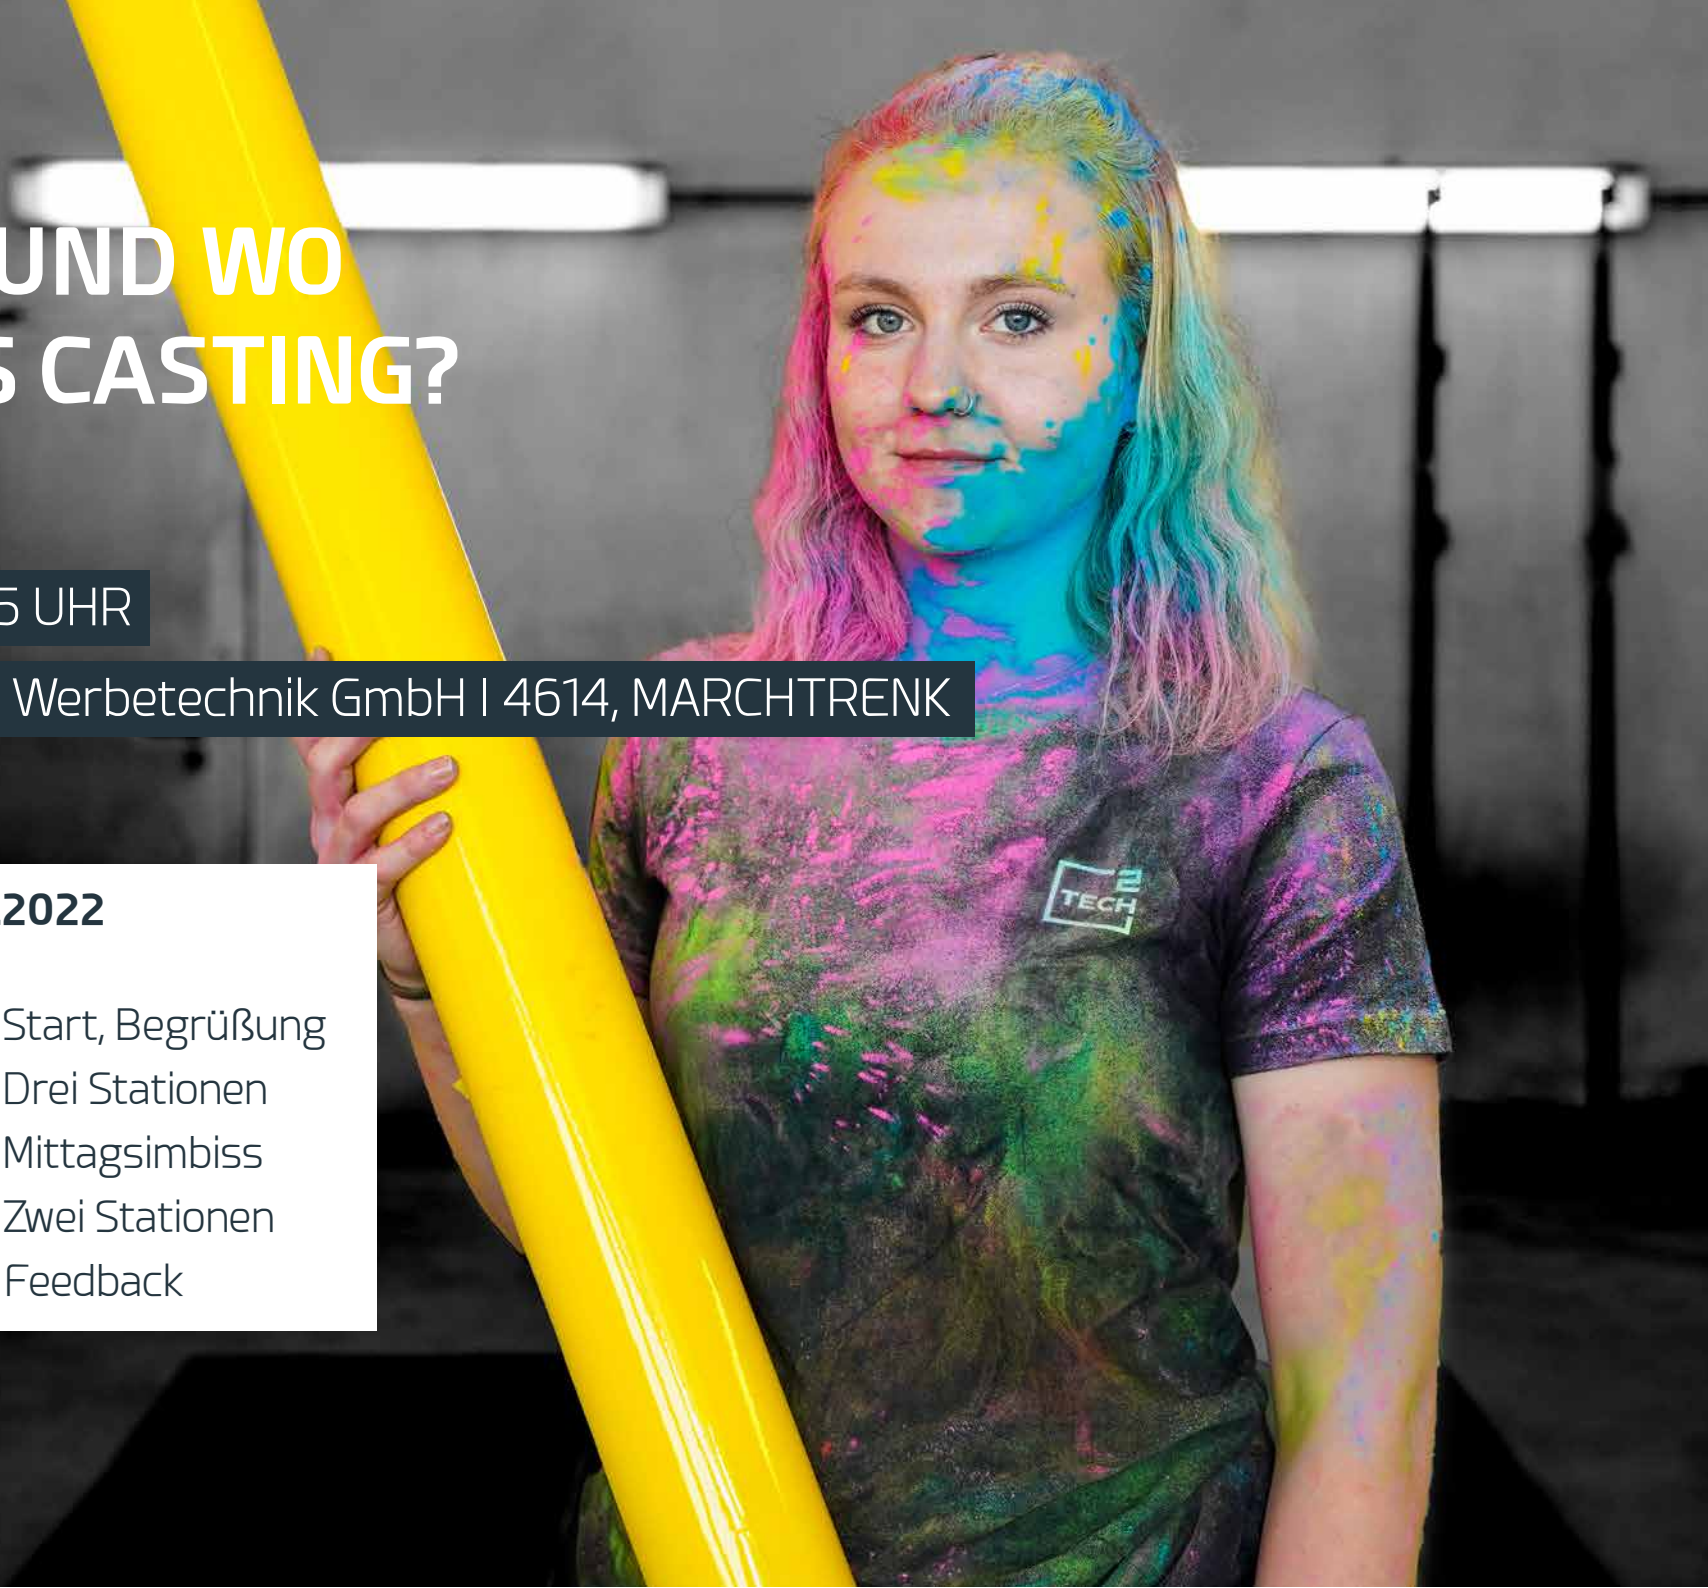 UND WO
S CASTING?
5 UHR
Werbetechnik GmbH | 4614, MARCHTRENK
2
TECH
.2022
Start, Begrüßung
Drei Stationen
Mittagsimbiss
Zwei Stationen
Feedback